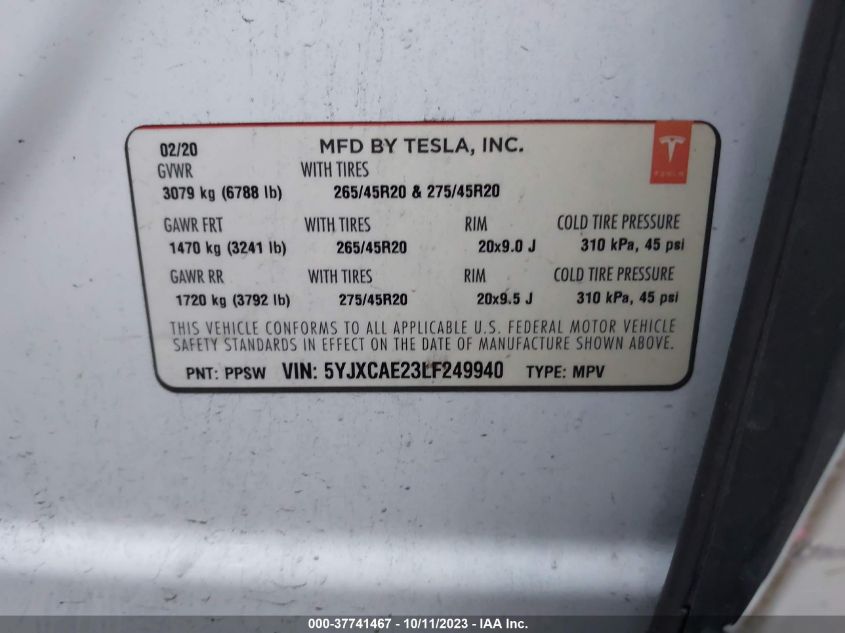 02/20 MFD BY TESLA, INC.
GVWR WITH TIRES
3079 kg (6788 lb) 265/45R20 & 275/45R20
TESLA
GAWR FRT WITH TIRES RIM COLD TIRE PRESSURE
1470 kg (3241 lb) 265/45R20 20x9.0 J 310 kPa, 45 psi
GAWR RR WITH TIRES RIM COLD TIRE PRESSURE
1720 kg (3792 lb) 275/45R20 20x9.5 J 310 kPa, 45 psi
THIS VEHICLE CONFORMS TO ALL APPLICABLE U.S. FEDERAL MOTOR VEHICLE
SAFETY STANDARDS IN EFFECT ON THE DATE OF MANUFACTURE SHOWN ABOVE.
PNT: PPSW VIN: 5YJXCAE23LF249940 TYPE: MPV
000-37741467 - 10/11/2023 - IAA Inc.